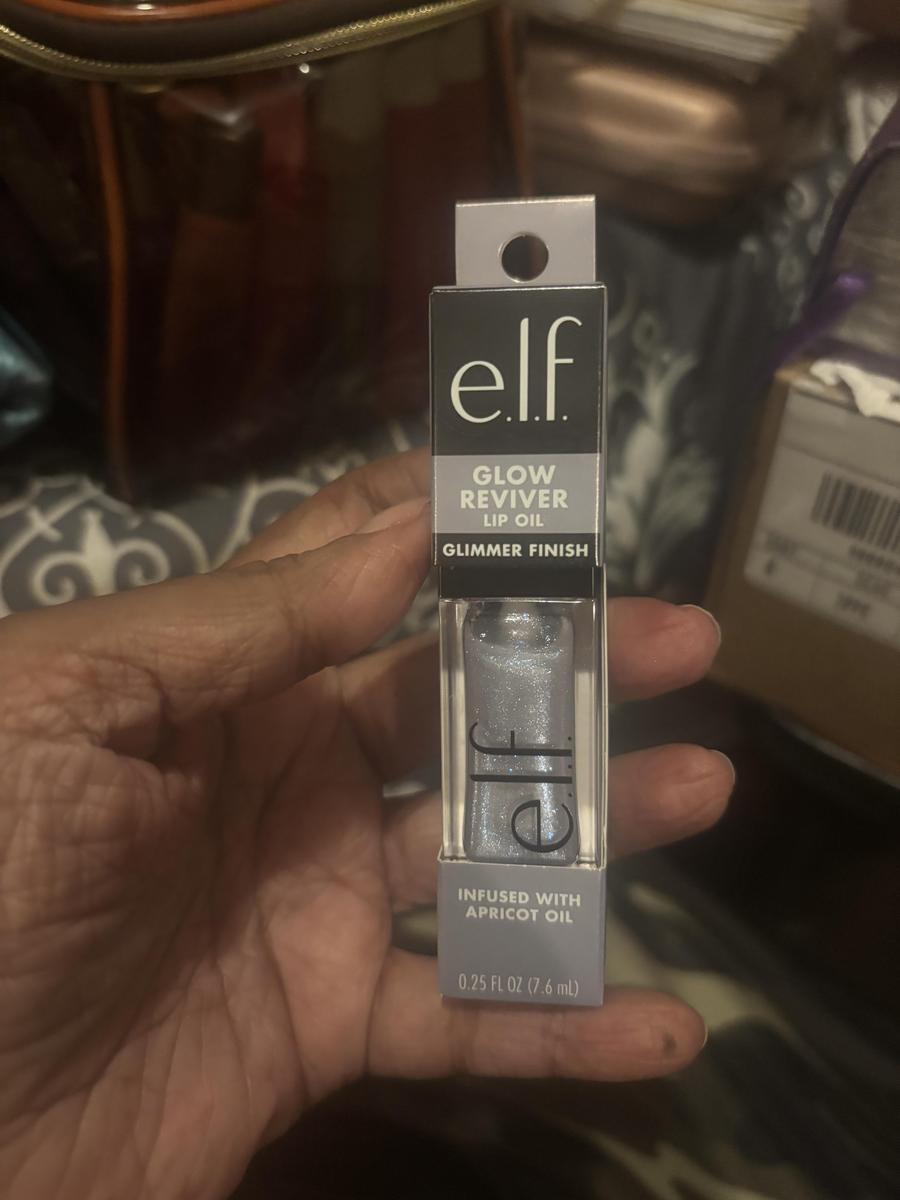 e.l.f.
GLOW
REVIVER
LIP OIL
GLIMMER FINISH
e.l.f.
INFUSED WITH
APRICOT OIL
0.25 FL OZ (7.6 mL)